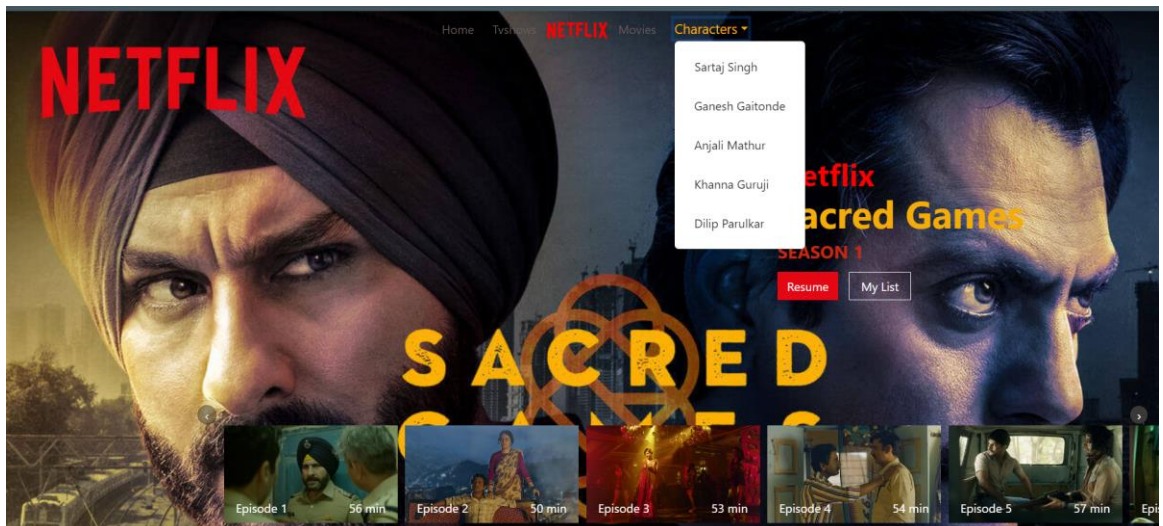 Home Tvshows NETFLIX Movies Characters
NETFLIX
Sartaj Singh
Ganesh Gaitonde
Anjali Mathur
Khanna Guruji
Dilip Parulkar
etflix
acred Games
SEASON 1
Resume My List
SACRED
GAMES
Episode 1 56 min
Episode 2 50 min
Episode 3 53 min
Episode 4 54 min
Episode 5 57 min
Epi